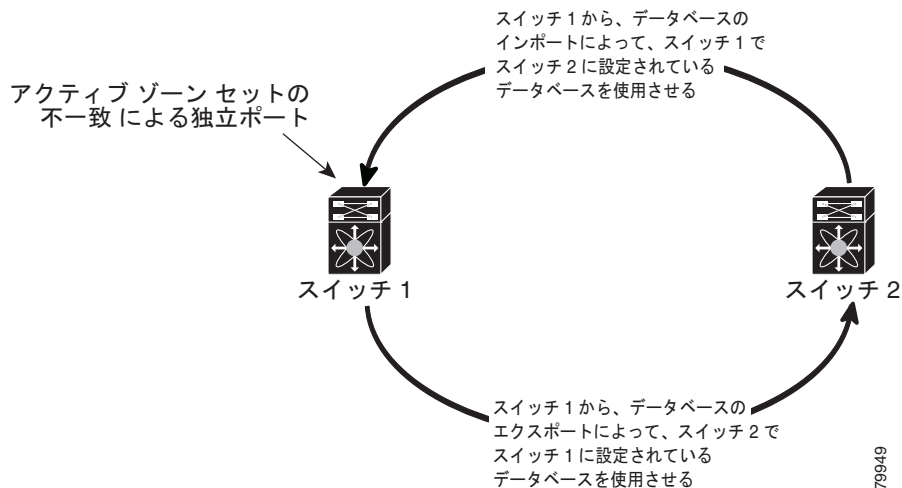 スイッチ 1 から、データベースの
インポートによって、スイッチ 1 で
スイッチ 2 に設定されている
データベースを使用させる
アクティブ ゾーン セットの
不一致 による独立ポート
スイッチ 1
スイッチ 2
スイッチ 1 から、データベースの
エクスポートによって、スイッチ 2 で
スイッチ 1 に設定されている
データベースを使用させる
79949